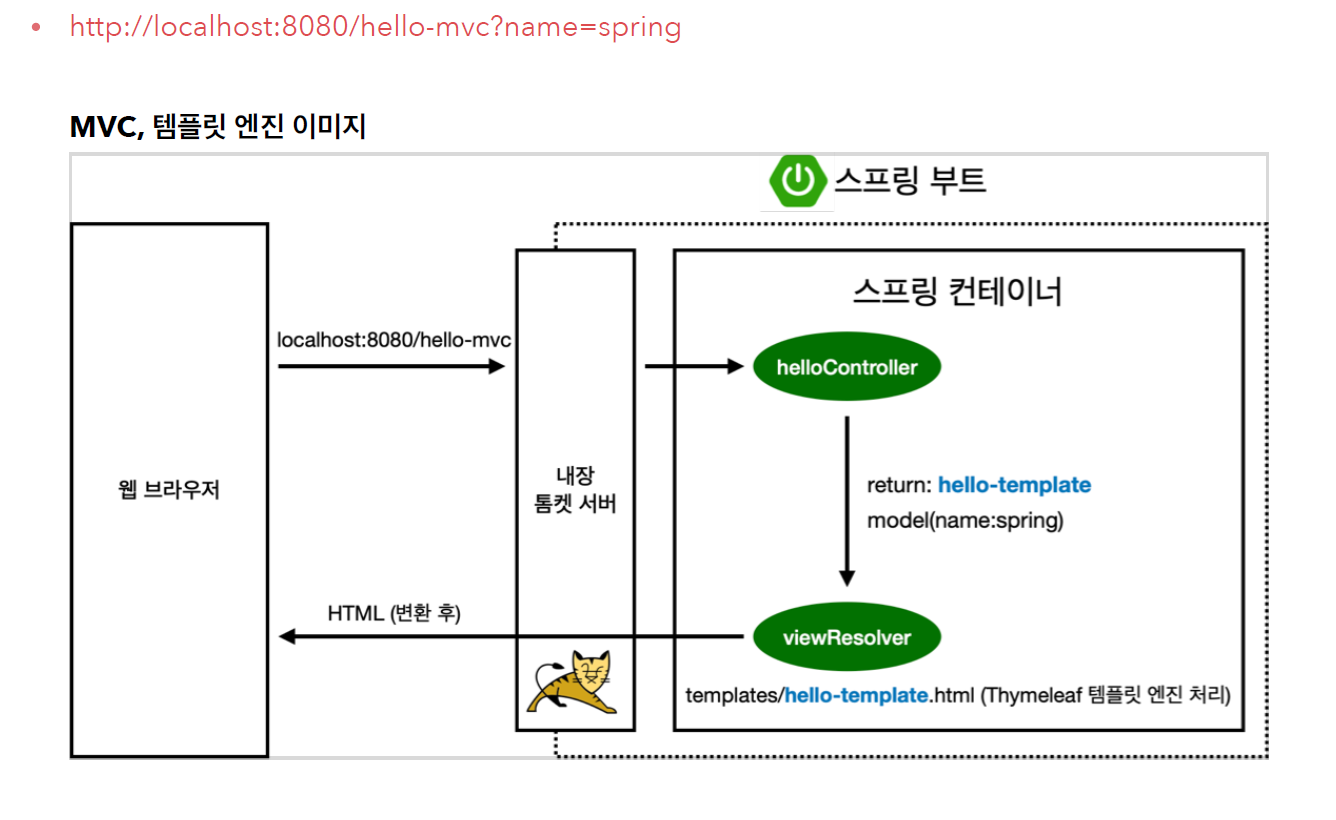 http://localhost:8080/hello-mvc?name=spring
MVC, 템플릿 엔진 이미지
스프링 부트
스프링 컨테이너
localhost:8080/hello-mvc
helloController
웹 브라우저
내장
톰켓 서버
return: hello-template
model(name:spring)
HTML (변환 후)
viewResolver
templates/hello-template.html (Thymeleaf 템플릿 엔진 처리)